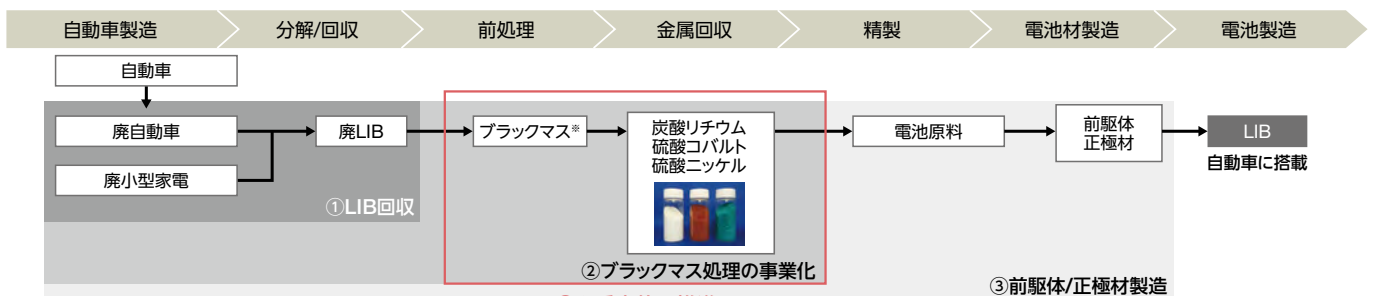 自動車製造
分解/回収
前処理
金属回収
精製
電池材製造
電池製造
自動車
廃自動車
廃小型家電
廃LIB
①LIB回収
ブラックマス※
炭酸リチウム
硫酸コバルト
硫酸ニッケル
②ブラックマス処理の事業化
電池原料
前駆体
正極材
③前駆体/正極材製造
LIB
自動車に搭載